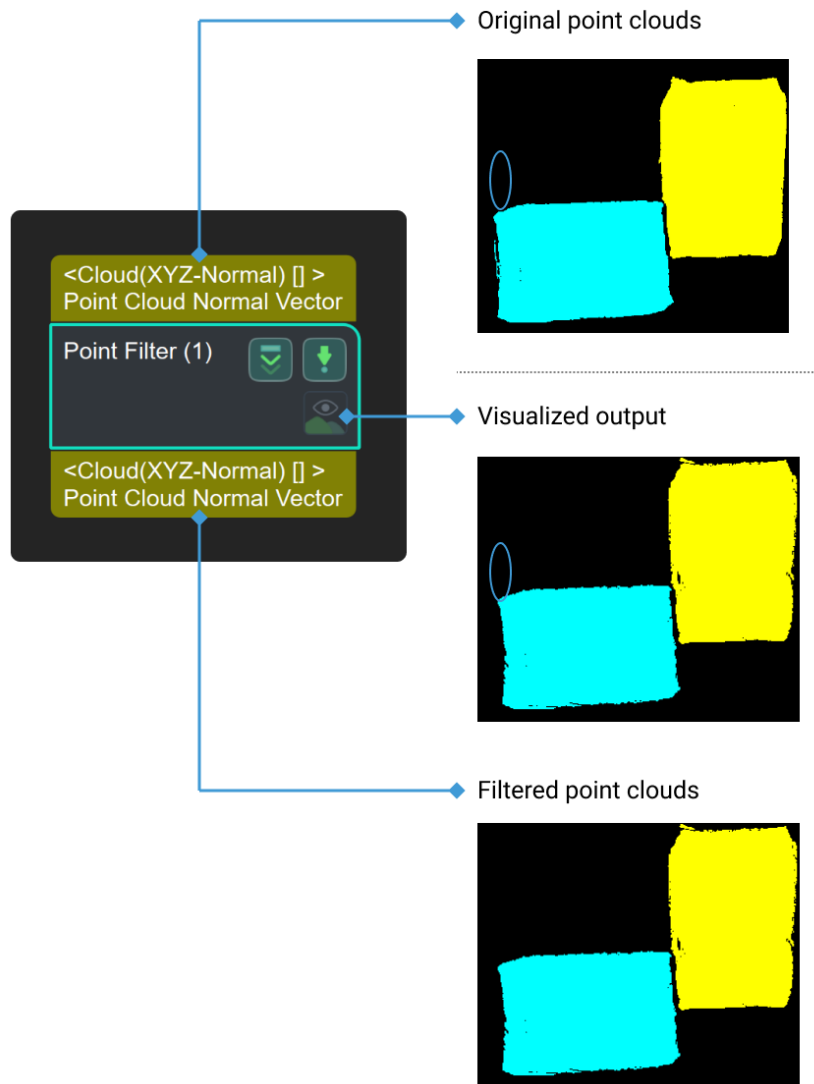 Original point clouds
<Cloud(XYZ-Normal) [] >
Point Cloud Normal Vector
Point Filter (1)
Visualized output
<Cloud(XYZ-Normal) [] >
Point Cloud Normal Vector
Filtered point clouds